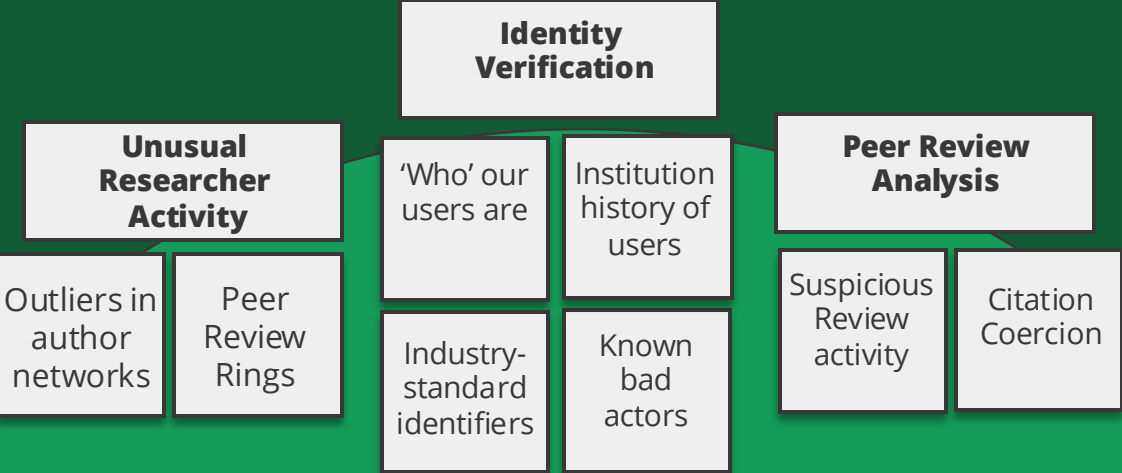 Identity
Verification
Unusual
Researcher
Activity
Peer Review
Analysis
‘Who’ our
users are
Institution
history of
users
Outliers in
author
networks
Peer
Review
Rings
Suspicious
Review
activity
Citation
Coercion
Industry-
standard
identifiers
Known
bad
actors